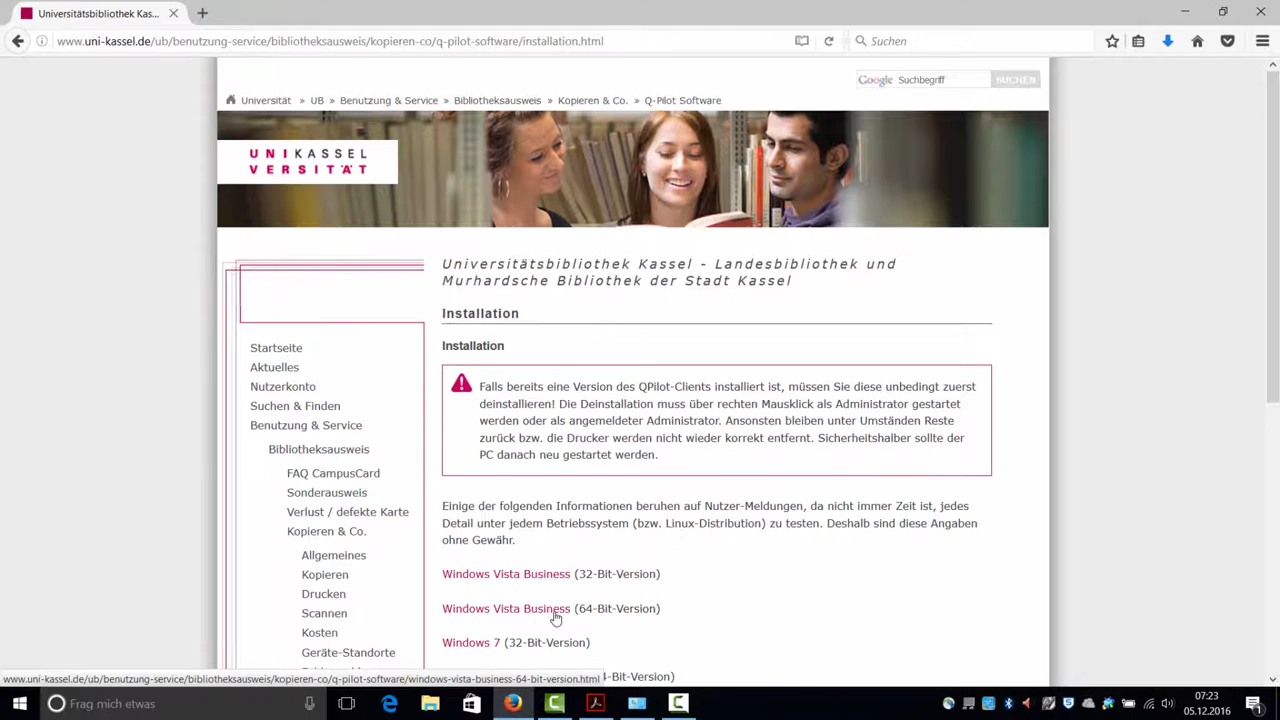 Universitätsbibliothek Kas...
www.uni-kassel.de/ub/benutzung-service/bibliotheksausweis/kopieren-co/q-pilot-software/installation.html
Suchen
Google Suchbegriff SUCHEN
Universität » UB » Benutzung & Service » Bibliotheksausweis » Kopieren & Co. » Q-Pilot Software
UNIKASSEL
VERSITÄT
Universitätsbibliothek Kassel - Landesbibliothek und
Murhardsche Bibliothek der Stadt Kassel
Installation
Installation
Falls bereits eine Version des QPilot-Clients installiert ist, müssen Sie diese unbedingt zuerst
deinstallieren! Die Deinstallation muss über rechten Mausklick als Administrator gestartet
werden oder als angemeldeter Administrator. Ansonsten bleiben unter Umständen Reste
zurück bzw. die Drucker werden nicht wieder korrekt entfernt. Sicherheitshalber sollte der
PC danach neu gestartet werden.
Einige der folgenden Informationen beruhen auf Nutzer-Meldungen, da nicht immer Zeit ist, jedes
Detail unter jedem Betriebssystem (bzw. Linux-Distribution) zu testen. Deshalb sind diese Angaben
ohne Gewähr.
Windows Vista Business (32-Bit-Version)
Windows Vista Business (64-Bit-Version)
Windows 7 (32-Bit-Version)
4-Bit-Version)
Startseite
Aktuelles
Nutzerkonto
Suchen & Finden
Benutzung & Service
Bibliotheksausweis
FAQ CampusCard
Sonderausweis
Verlust / defekte Karte
Kopieren & Co.
Allgemeines
Kopieren
Drucken
Scannen
Kosten
Geräte-Standorte
www.uni-kassel.de/ub/benutzung-service/bibliotheksausweis/kopieren-co/q-pilot-software/windows-vista-business-64-bit-version.html
Frag mich etwas
07:23
05.12.2016